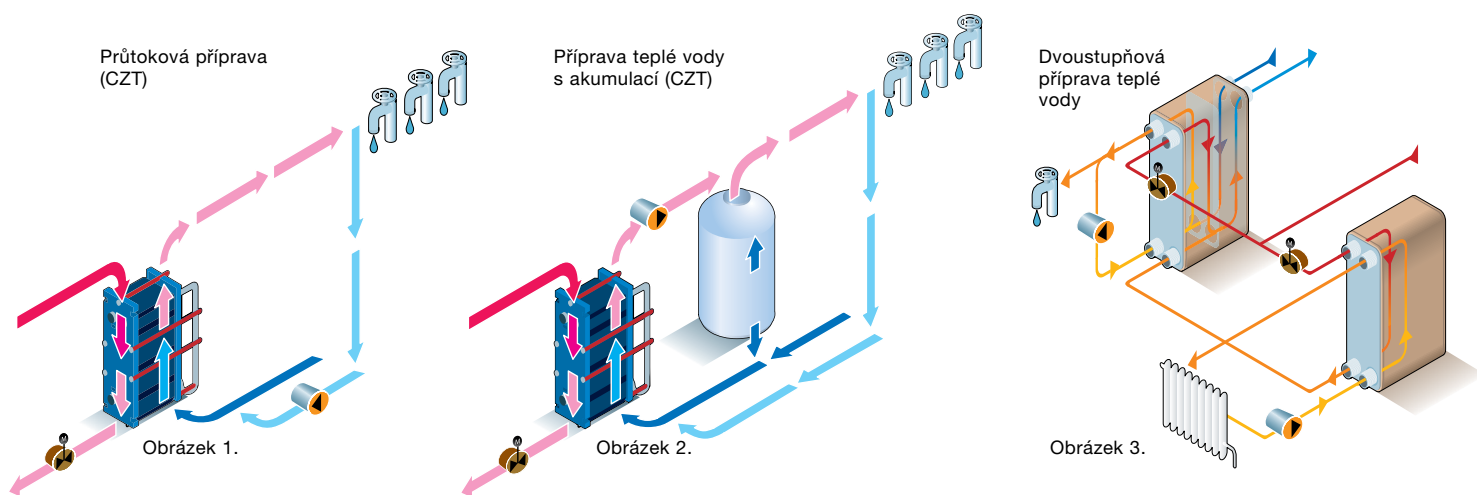 Průtoková příprava
(CZT)
Obrázek 1.
Příprava teplé vody
s akumulací (CZT)
Obrázek 2.
Dvoustupňová
příprava teplé
vody
Obrázek 3.
M
M
M
M